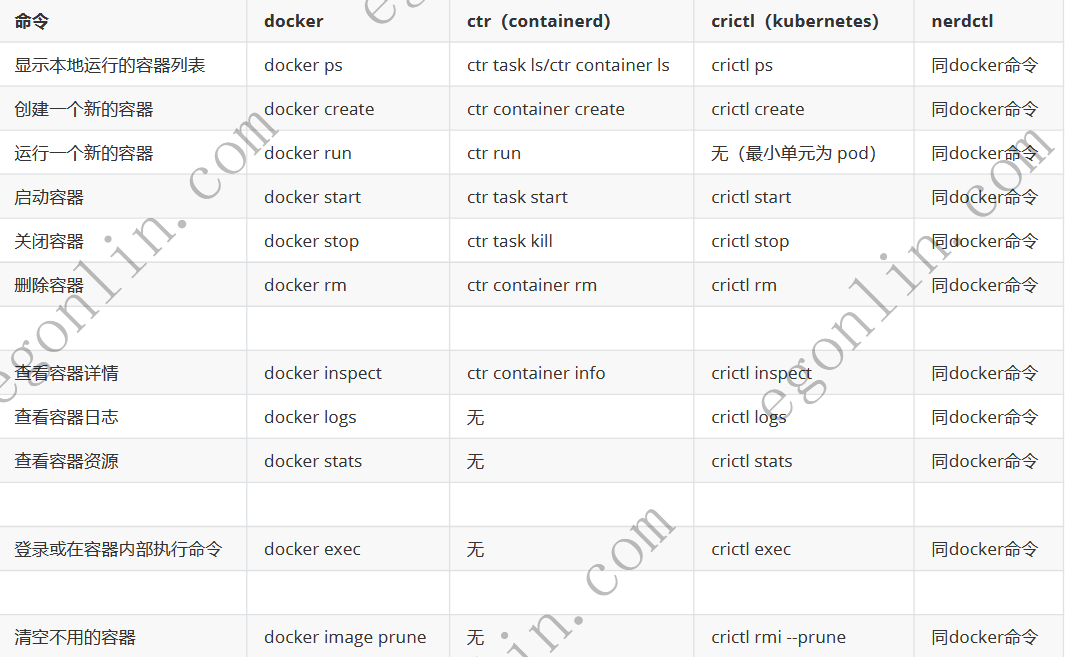 命令 docker ctr（containerd） crictl（kubernetes） nerdctl
显示本地运行的容器列表 docker ps ctr task ls/ctr container ls crictl ps 同docker命令
创建一个新的容器 docker create ctr container create crictl create 同docker命令
运行一个新的容器 docker run ctr run 无（最小单元为 pod） 同docker命令
启动容器 docker start ctr task start crictl start 同docker命令
关闭容器 docker stop ctr task kill crictl stop 同docker命令
删除容器 docker rm ctr container rm crictl rm 同docker命令
查看容器详情 docker inspect ctr container info crictl inspect 同docker命令
查看容器日志 docker logs 无 crictl logs 同docker命令
查看容器资源 docker stats 无 crictl stats 同docker命令
登录或在容器内部执行命令 docker exec 无 crictl exec 同docker命令
清空不用的容器 docker image prune 无 crictl rmi --prune 同docker命令
egonlin.com
egonlin.com
in.com
eg